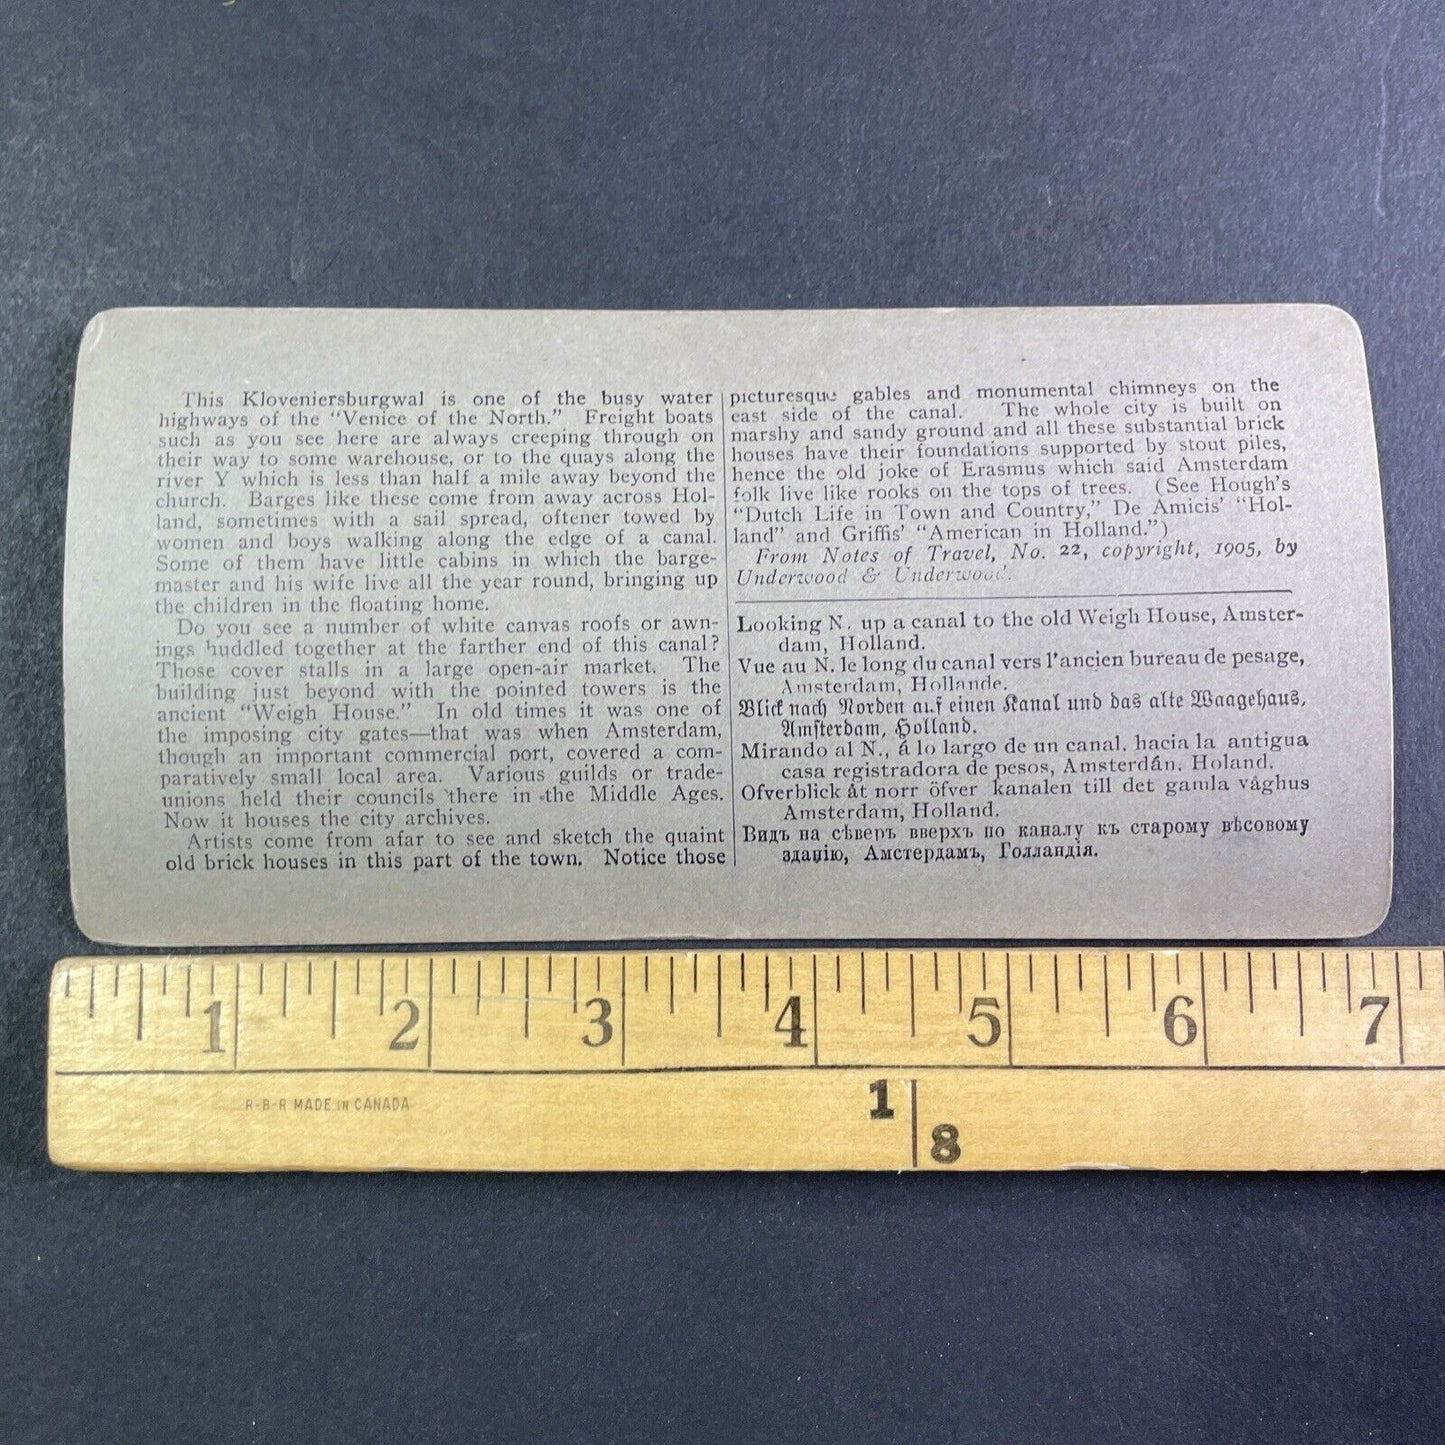 This Kloveniersburgwal is one of the busy water
highways of the "Venice of the North." Freight boats
such as you see here are always creeping through on
their way to some warehouse, or to the quays along the
river Y which is less than half a mile away beyond the
church. Barges like these come from away across Hol-
land, sometimes with a sail spread, oftener towed by
women and boys walking along the edge of a canal.
Some of them have little cabins in which the barge-
master and his wife live all the year round, bringing up
the children in the floating home.
Do you see a number of white canvas roofs or awn-
ings huddled together at the farther end of this canal?
Those cover stalls in a large open-air market. The
building just beyond with the pointed towers is the
ancient "Weigh House." In old times it was one of
the imposing city gates—that was when Amsterdam,
though an important commercial port, covered a com-
paratively small local area. Various guilds or trade-
unions held their councils there in the Middle Ages.
Now it houses the city archives.
Artists come from afar to see and sketch the quaint
old brick houses in this part of the town. Notice those
picturesque gables and monumental chimneys on the
east side of the canal. The whole city is built on
marshy and sandy ground and all these substantial brick
houses have their foundations supported by stout piles,
hence the old joke of Erasmus which said Amsterdam
folk live like rooks on the tops of trees. (See Hough's
"Dutch Life in Town and Country," De Amicis' "Hol-
land" and Griffis' "American in Holland.")
From Notes of Travel, No. 22, copyright, 1905, by
Underwood & Underwood.
Looking N. up a canal to the old Weigh House, Amster-
dam, Holland.
Vue au N. le long du canal vers l'ancien bureau de pesage,
Amsterdam, Hollande.
Blick nach Norden auf einen Kanal und das alte Waagehaus,
Amsterdam, Holland.
Mirando al N., á lo largo de un canal, hacia la antigua
casa registradora de pesos, Amsterdán, Holand.
Ofverblick åt norr öfver kanalen till det gamla våghus
Amsterdam, Holland.
Видъ на сѣверъ вверхъ по каналу къ старому вѣсовому
зданію, Амстердамъ, Голландія.
1 2 3 4 5 6 7
R-B-R MADE IN CANADA
1
8